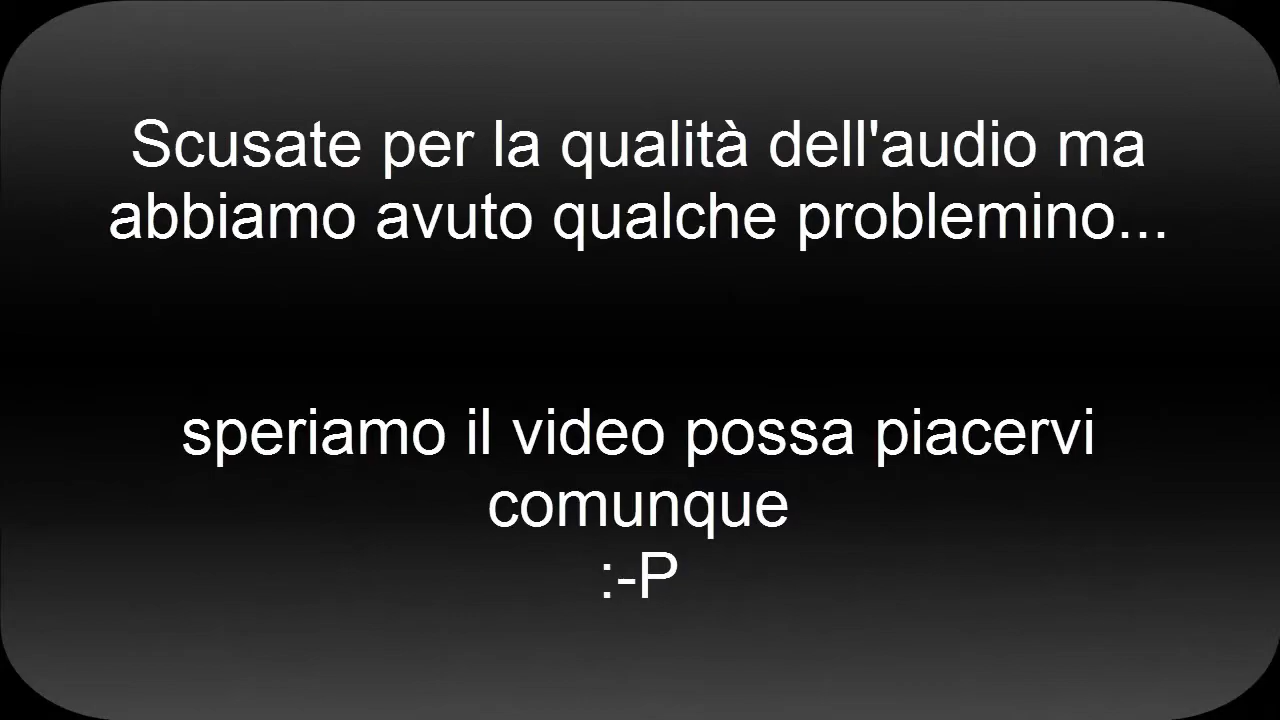 Scusate per la qualità dell'audio ma
abbiamo avuto qualche problemino...
speriamo il video possa piacervi
comunque
:-P